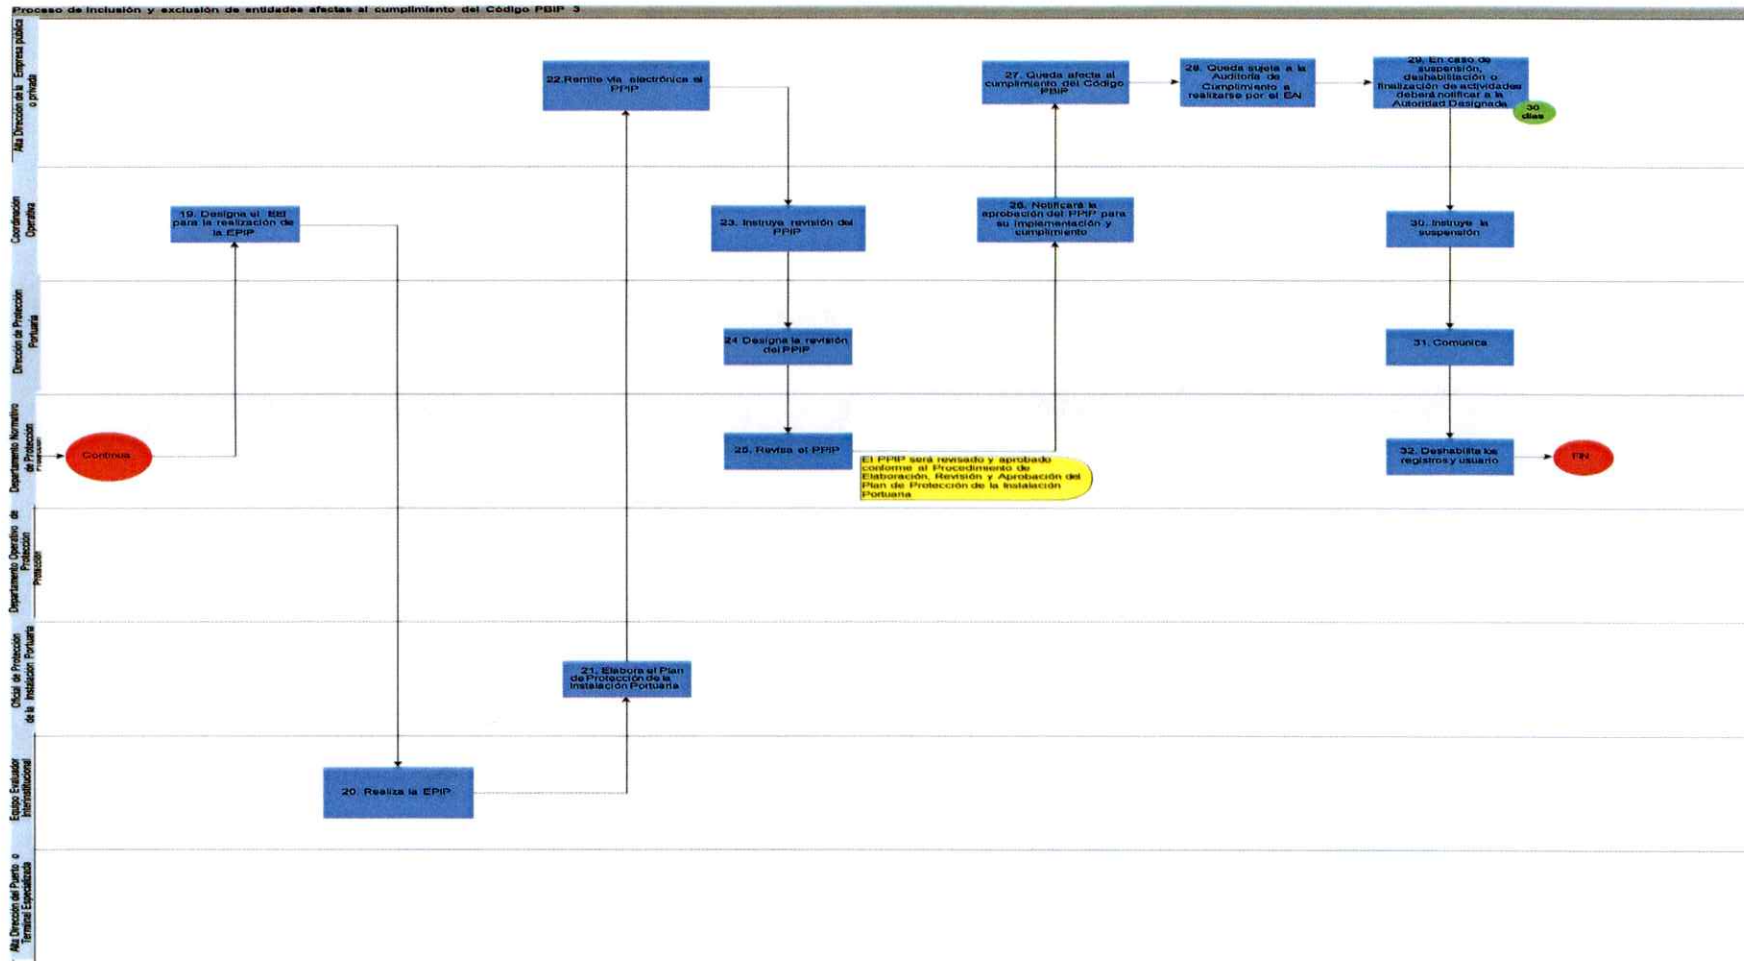 Proceso de inclusión y exclusión de entidades afectas al cumplimiento del Código PBIP 3
Alta Dirección de la Empresa pública
o privada
22.Remite vía electrónica el
PPIP
27. Queda afecta al
cumplimiento del Código
PBIP
28. Queda sujeta a la
Auditoría de
Cumplimiento a
realizarse por el EAI
29. En caso de
suspensión,
deshabilitación o
finalización de actividades
deberá notificar a la
Autoridad Designada
30
días
Coordinación
Operativa
19. Designa el EEI
para la realización de
la EPIP
23. Instruye revisión del
PPIP
26. Notificará la
aprobación del PPIP para
su implementación y
cumplimiento
30. Instruye la
suspensión
Dirección de Protección
Portuaria
24 Designa la revisión
del PPIP
31. Comunica
Departamento Normativo
de Protección
Protección
Continua
25. Revisa el PPIP
El PPIP será revisado y aprobado
conforme al Procedimiento de
Elaboración, Revisión y Aprobación del
Plan de Protección de la Instalación
Portuaria
32. Deshabilita los
registros y usuario
FIN
Departamento Operativo de
Protección
Protección
Oficial de Protección
de la Instalación Portuaria
21. Elabora el Plan
de Protección de la
Instalación Portuaria
Equipo Evaluador
Interinstitucional
20. Realiza la EPIP
Alta Dirección del Puerto o
Terminal Especializada